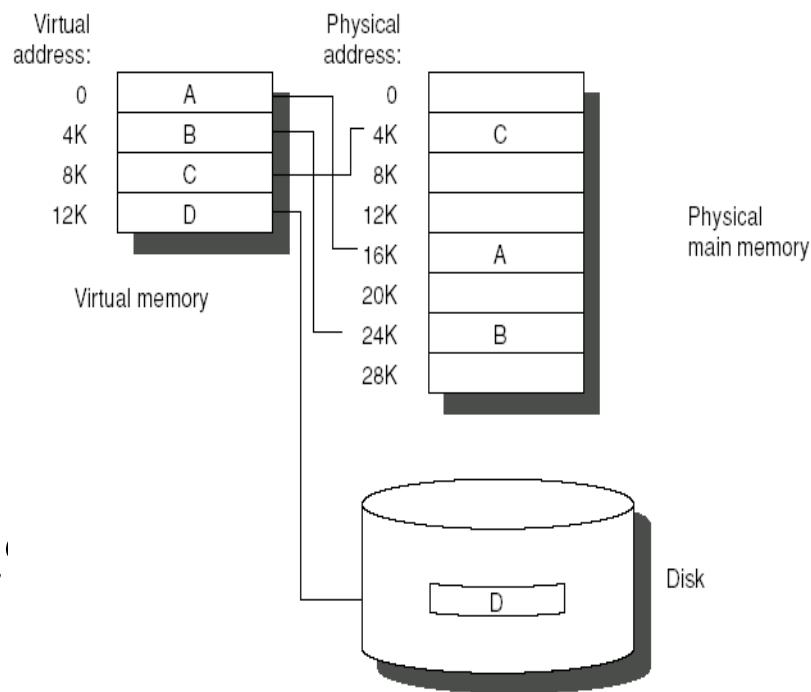 Virtual
address:
0
A
4K
B
8K
C
12K
D
Virtual memory
Physical
address:
0
4K
C
8K
12K
16K
A
20K
24K
B
28K
Physical
main memory
D
Disk